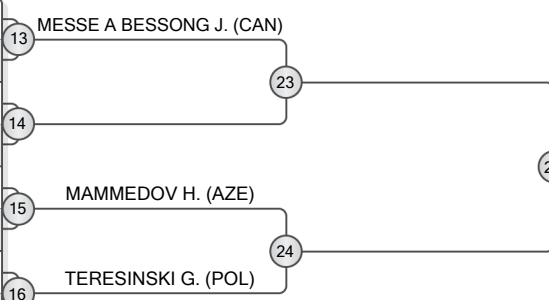 MESSE A BESSONG J. (CAN)
13
23
14
MAMMEDOV H. (AZE)
15
24
TERESINSKI G. (POL)
16